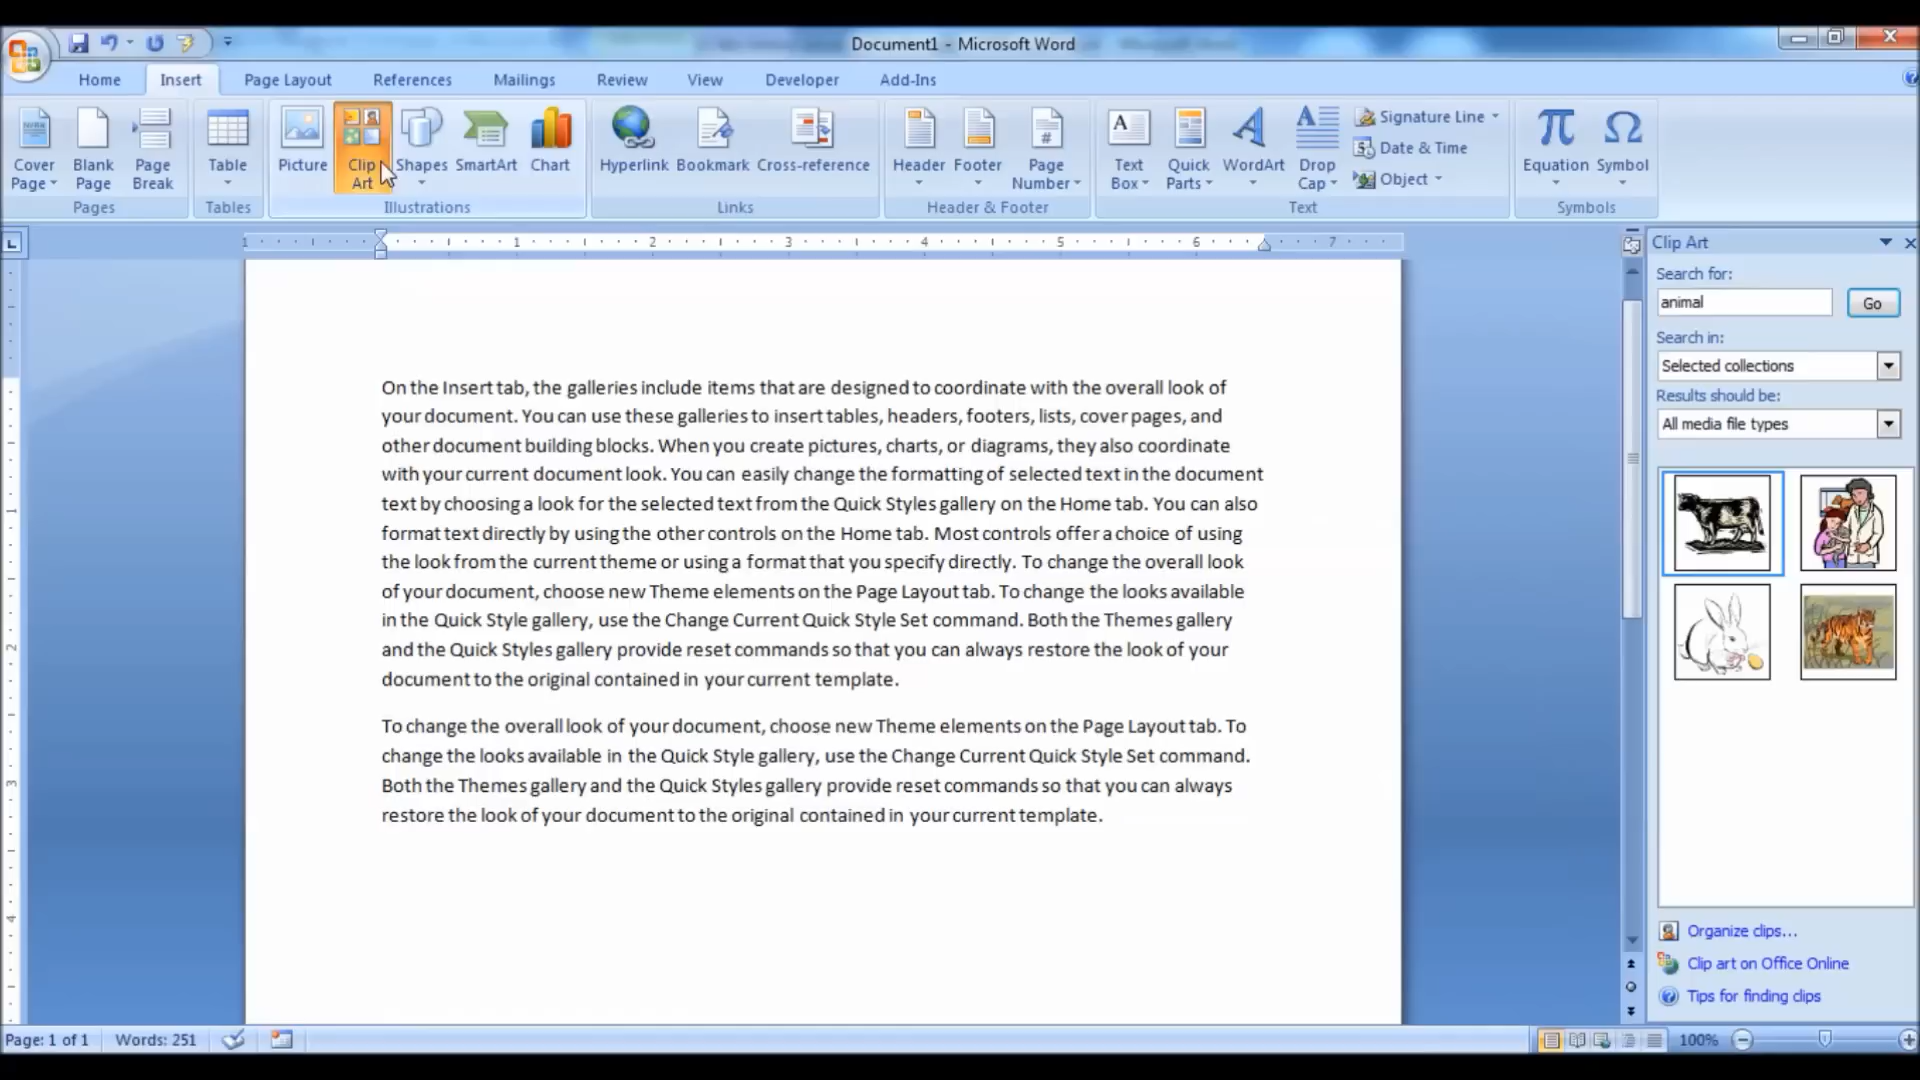 Document1 - Microsoft Word
Home Insert Page Layout References Mailings Review View Developer Add-Ins
Cover Page
Blank Page
Page Break
Pages
Table
Tables
Picture
Clip Art
Shapes
SmartArt
Chart
Illustrations
Hyperlink
Bookmark
Cross-reference
Links
Header
Footer
Page Number
Header & Footer
Text Box
Quick Parts
WordArt
Drop Cap
Signature Line
Date & Time
Object
Text
Equation
Symbol
Symbols
1 1 2 3 4 5 6 7
On the Insert tab, the galleries include items that are designed to coordinate with the overall look of
your document. You can use these galleries to insert tables, headers, footers, lists, cover pages, and
other document building blocks. When you create pictures, charts, or diagrams, they also coordinate
with your current document look. You can easily change the formatting of selected text in the document
text by choosing a look for the selected text from the Quick Styles gallery on the Home tab. You can also
format text directly by using the other controls on the Home tab. Most controls offer a choice of using
the look from the current theme or using a format that you specify directly. To change the overall look
of your document, choose new Theme elements on the Page Layout tab. To change the looks available
in the Quick Style gallery, use the Change Current Quick Style Set command. Both the Themes gallery
and the Quick Styles gallery provide reset commands so that you can always restore the look of your
document to the original contained in your current template.
To change the overall look of your document, choose new Theme elements on the Page Layout tab. To
change the looks available in the Quick Style gallery, use the Change Current Quick Style Set command.
Both the Themes gallery and the Quick Styles gallery provide reset commands so that you can always
restore the look of your document to the original contained in your current template.
1
2
3
4
Clip Art
Search for:
animal
Go
Search in:
Selected collections
Results should be:
All media file types
Organize clips...
Clip art on Office Online
Tips for finding clips
Page: 1 of 1 Words: 251 100%